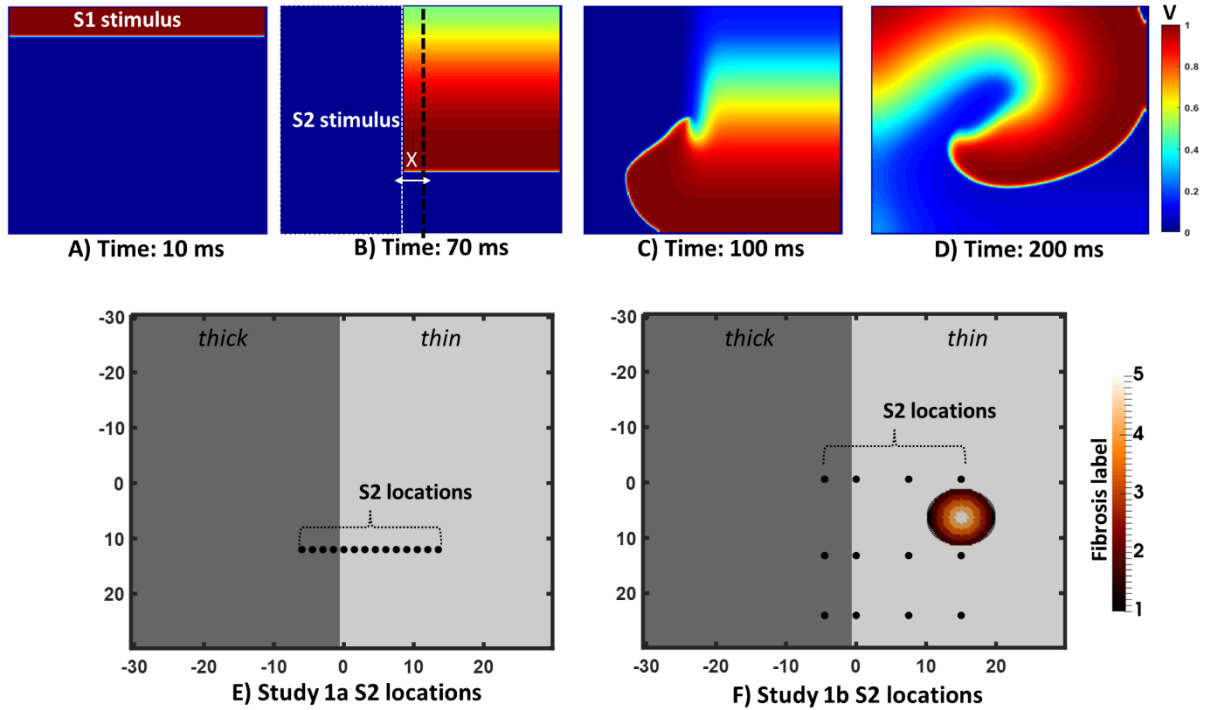 S1 stimulus
S2 stimulus
X
V
1
0.8
0.6
0.4
0.2
0
A) Time: 10 ms
B) Time: 70 ms
C) Time: 100 ms
D) Time: 200 ms
-30
-20
-10
0
10
20
thick
thin
S2 locations
-30 -20 -10 0 10 20
E) Study 1a S2 locations
-30
-20
-10
0
10
20
thick
thin
S2 locations
-30 -20 -10 0 10 20
F) Study 1b S2 locations
Fibrosis label
5
4
3
2
1